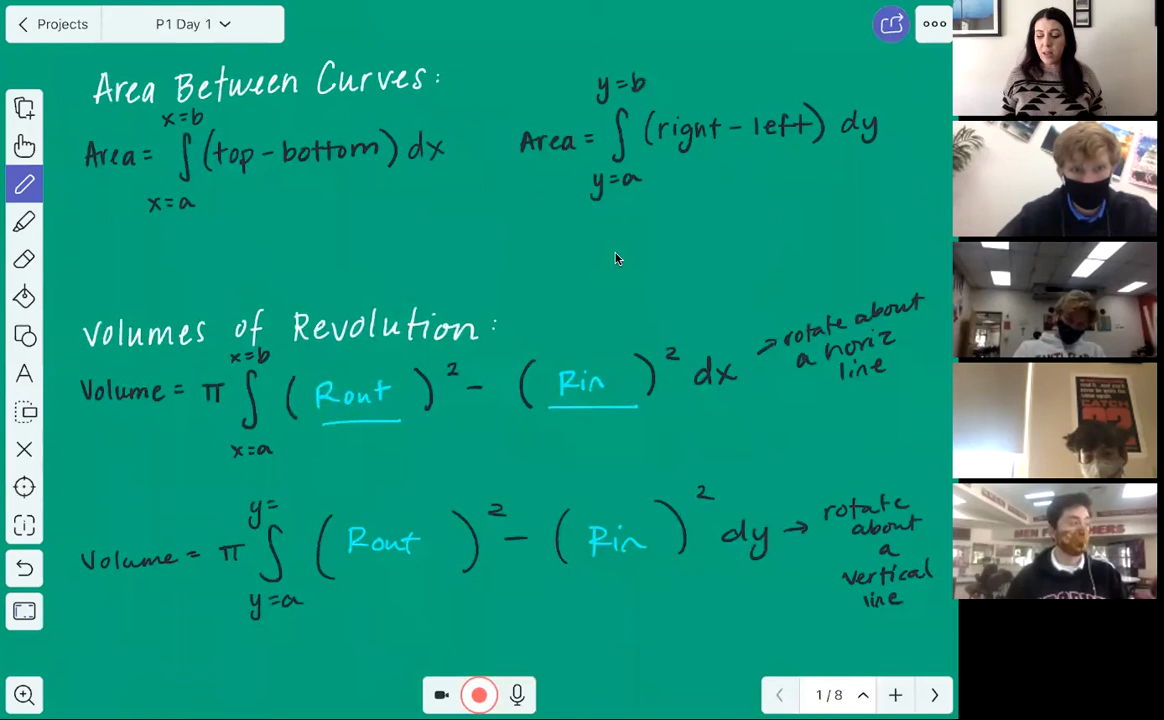 Projects
P1 Day 1
Area Between Curves:
x=b
Area = ∫ (top - bottom) dx
x=a
y=b
Area = ∫ (right - left) dy
y=a
Volumes of Revolution:
x=b
Volume = π ∫ ( Rout )² - ( Rin )² dx → rotate about
a horiz
line
x=a
y=
Volume = π ∫ ( Rout )² - ( Rin )² dy → rotate
about
a
vertical
line
y=a
A
1/8
CATCH
22